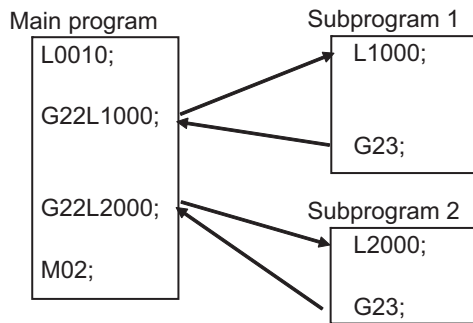 Main program
L0010;
G22L1000;
G22L2000;
M02;
Subprogram 1
L1000;
G23;
Subprogram 2
L2000;
G23;